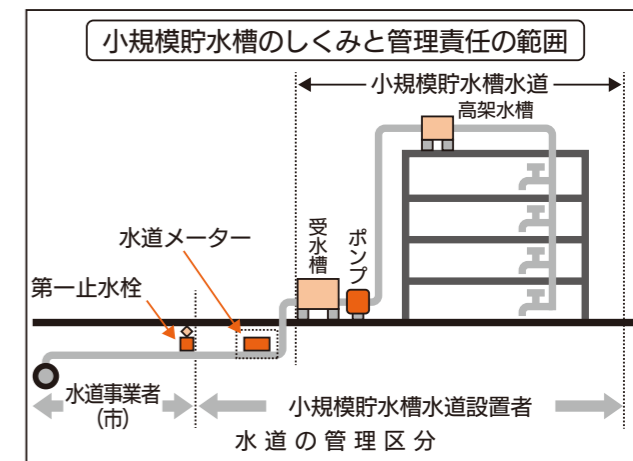 小規模貯水槽のしくみと管理責任の範囲
小規模貯水槽水道
高架水槽
受水槽
ポンプ
水道メーター
第一止水栓
水道事業者
(市)
小規模貯水槽水道設置者
水道の管理区分